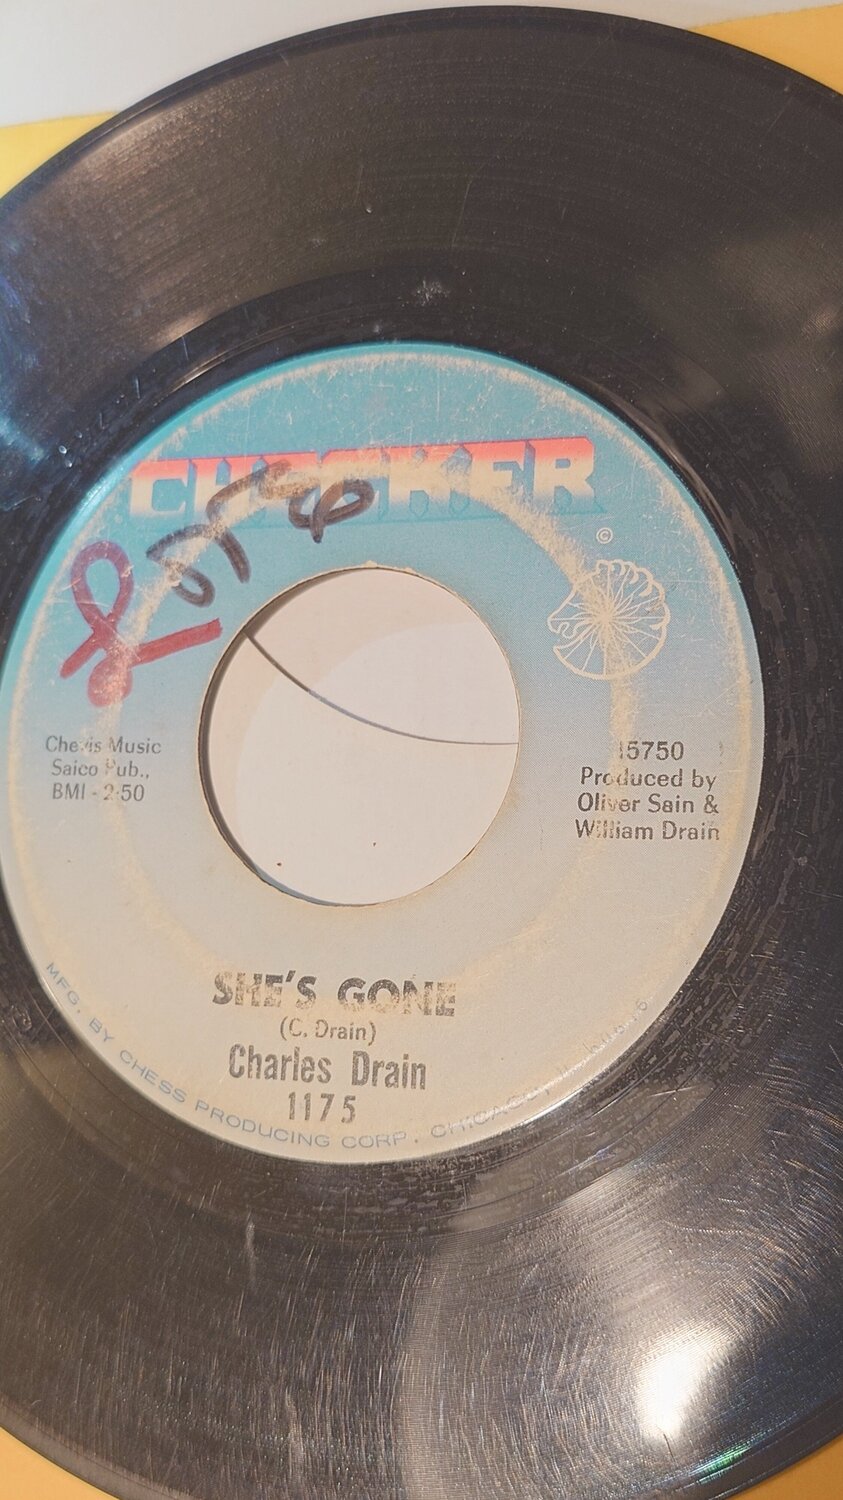 CHECKER
©
Chevis Music
Saico Pub.,
BMI - 2:50
15750
Produced by
Oliver Sain &
William Drain
SHE'S GONE
(C. Drain)
Charles Drain
1175
MFG. BY CHESS PRODUCING CORP. CHICAGO,